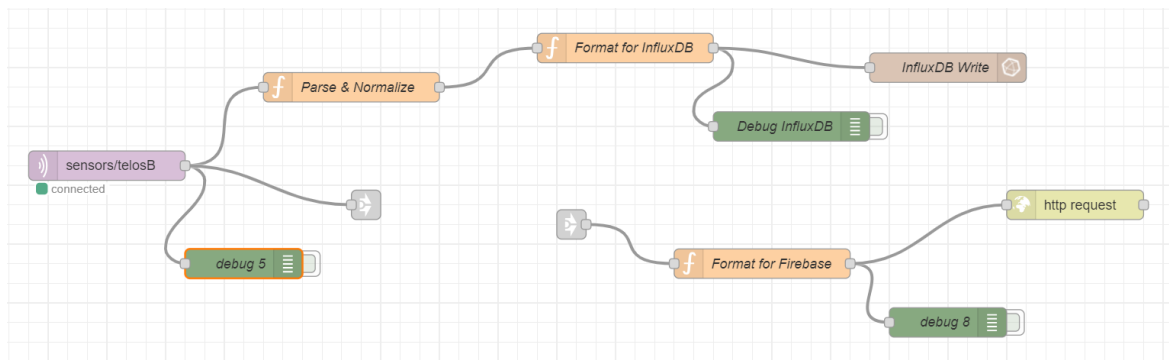 Format for InfluxDB
InfluxDB Write
Parse & Normalize
Debug InfluxDB
sensors/telosB
connected
http request
debug 5
Format for Firebase
debug 8